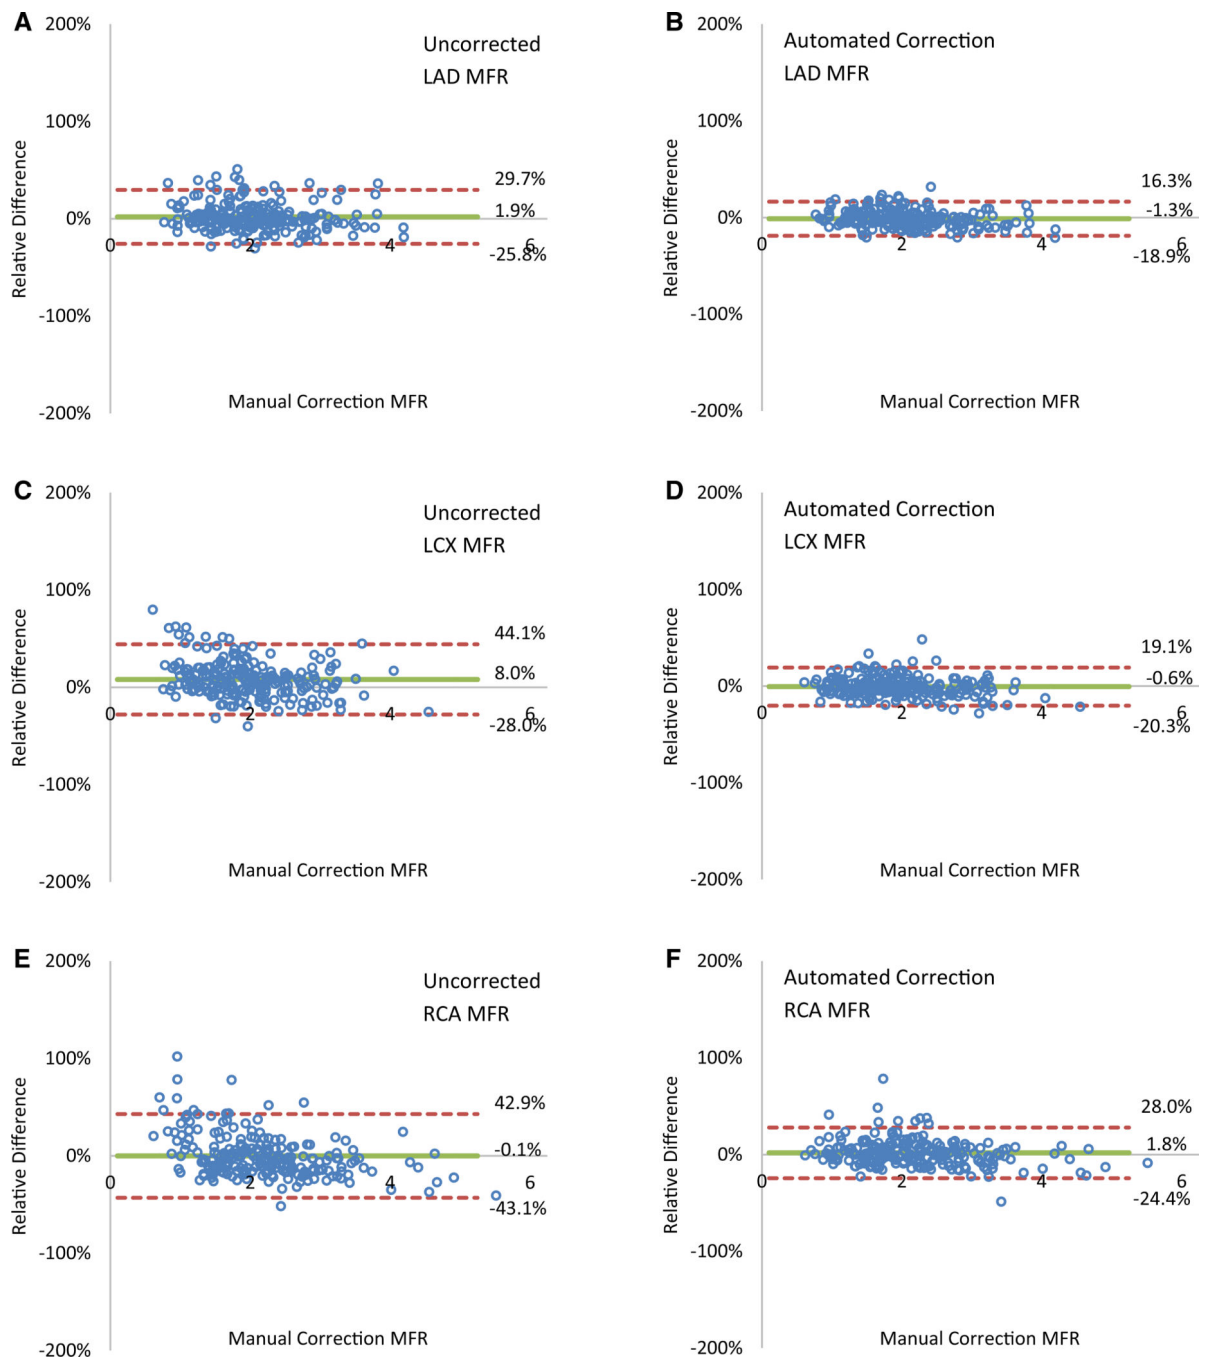 A
200%
Uncorrected
LAD MFR
100%
Relative Difference
29.7%
1.9%
0%
0 2 4 6
-25.8%
-100%
Manual Correction MFR
-200%
B
200%
Automated Correction
LAD MFR
100%
Relative Difference
16.3%
-1.3%
0%
0 2 4 6
-18.9%
-100%
Manual Correction MFR
-200%
C
200%
Uncorrected
LCX MFR
100%
Relative Difference
44.1%
8.0%
0%
0 2 4 6
-28.0%
-100%
Manual Correction MFR
-200%
D
200%
Automated Correction
LCX MFR
100%
Relative Difference
19.1%
-0.6%
0%
0 2 4 6
-20.3%
-100%
Manual Correction MFR
-200%
E
200%
Uncorrected
RCA MFR
100%
Relative Difference
42.9%
-0.1%
0%
0 2 4 6
-43.1%
-100%
Manual Correction MFR
-200%
F
200%
Automated Correction
RCA MFR
100%
Relative Difference
28.0%
1.8%
0%
0 2 4 6
-24.4%
-100%
Manual Correction MFR
-200%